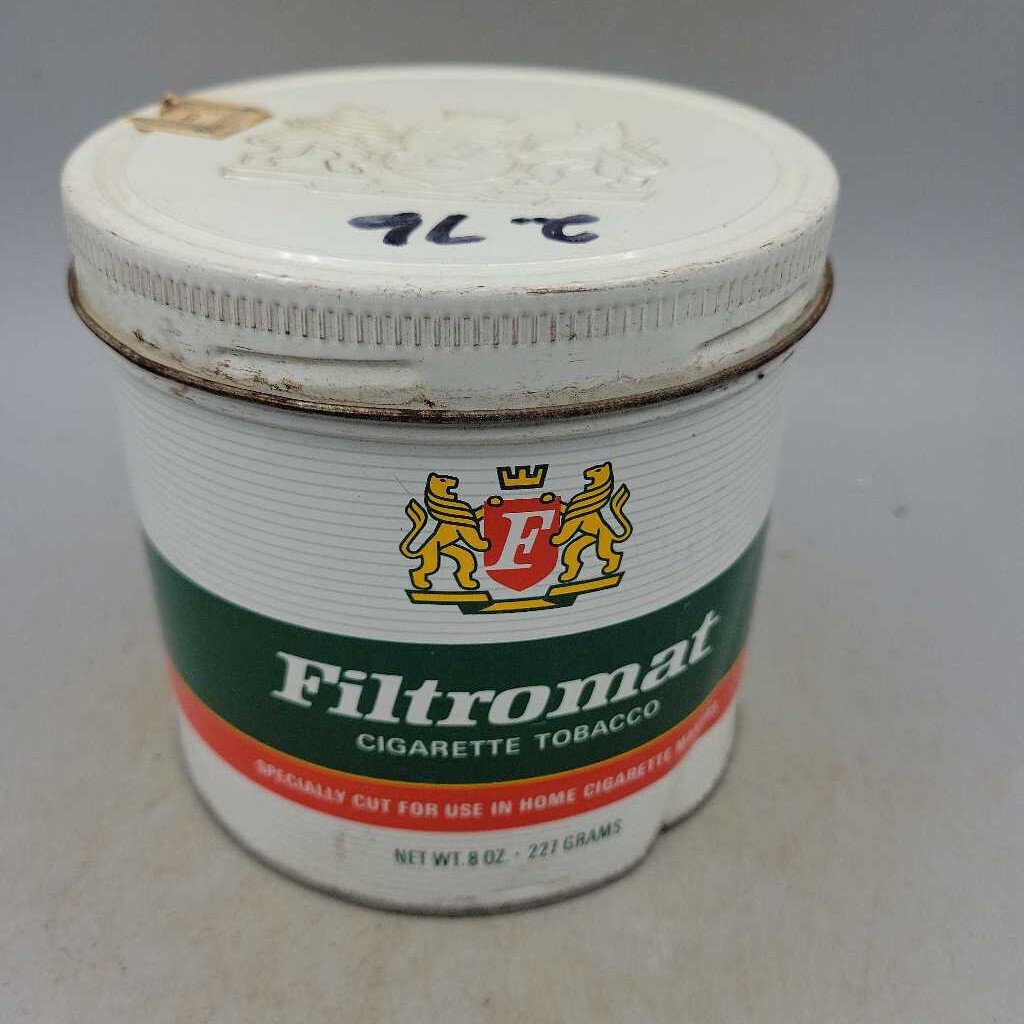 2.76
F
Filtromat
CIGARETTE TOBACCO
SPECIALLY CUT FOR USE IN HOME CIGARETTE
NET WT. 8 OZ. · 227 GRAMS